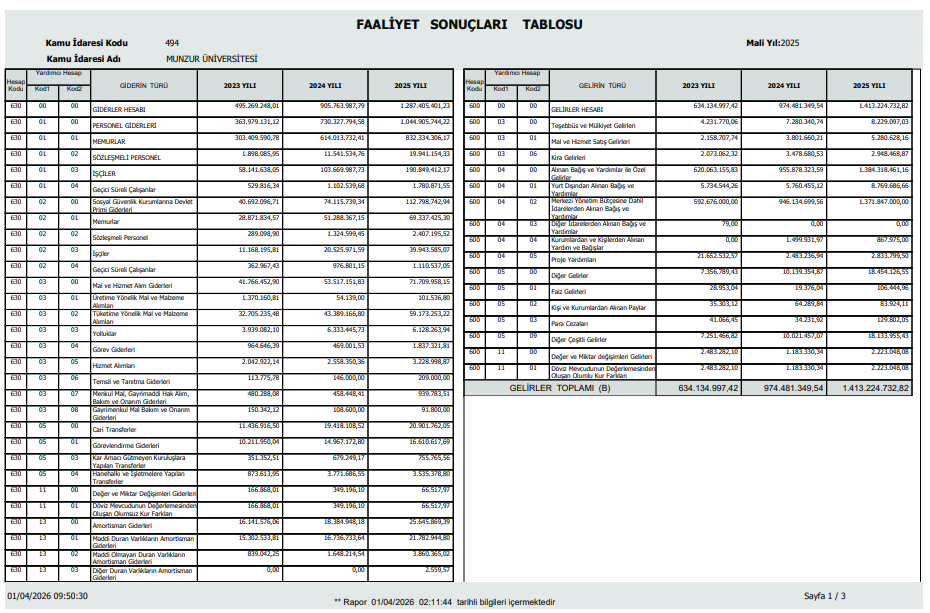 FAALİYET SONUÇLARI TABLOSU
Kamu İdaresi Kodu 494 Mali Yıl:2025
Kamu İdaresi Adı MUNZUR ÜNİVERSİTESİ
Hesap Kodu Yardımcı Hesap Kod1 Kod2 GİDERİN TÜRÜ 2023 YILI 2024 YILI 2025 YILI
630 00 00 GİDERLER HESABI 495.269.248,01 905.763.987,79 1.287.405.401,23
630 01 00 PERSONEL GİDERLERİ 363.979.131,12 730.327.794,58 1.044.905.744,22
630 01 01 MEMURLAR 303.409.590,78 614.013.732,41 832.334.306,17
630 01 02 SÖZLEŞMELİ PERSONEL 1.898.085,95 11.541.534,76 19.941.154,33
630 01 03 İŞÇİLER 58.141.638,05 103.669.987,73 190.849.412,17
630 01 04 Geçici Süreli Çalışanlar 529.816,34 1.102.539,68 1.780.871,55
630 02 00 Sosyal Güvenlik Kurumlarına Devlet Primi Giderleri 40.692.096,71 74.115.739,34 112.798.742,94
630 02 01 Memurlar 28.871.834,57 51.288.367,15 69.337.425,30
630 02 02 Sözleşmeli Personel 289.098,90 1.324.599,45 2.407.195,52
630 02 03 İşçiler 11.168.195,81 20.525.971,59 39.943.585,07
630 02 04 Geçici Süreli Çalışanlar 362.967,43 976.801,15 1.110.537,05
630 03 00 Mal ve Hizmet Alım Giderleri 41.766.452,90 53.517.151,83 71.709.958,15
630 03 01 Üretime Yönelik Mal ve Malzeme Alımları 1.370.160,81 54.139,00 101.536,80
630 03 02 Tüketime Yönelik Mal ve Malzeme Alımları 32.705.235,48 43.389.166,80 59.173.253,22
630 03 03 Yolluklar 3.939.082,10 6.333.445,73 6.128.263,94
630 03 04 Görev Giderleri 964.646,39 469.001,53 1.837.321,81
630 03 05 Hizmet Alımları 2.042.922,14 2.558.350,36 3.228.998,87
630 03 06 Temsil ve Tanıtma Giderleri 113.775,78 146.000,00 209.000,00
630 03 07 Menkul Mal, Gayrimaddi Hak Alım, Bakım ve Onarım Giderleri 480.288,08 458.448,41 939.783,51
630 03 08 Gayrimenkul Mal Bakım ve Onarım Giderleri 150.342,12 108.600,00 91.800,00
630 05 00 Cari Transferler 11.436.916,50 19.418.108,52 20.901.762,05
630 05 01 Görevlendirme Giderleri 10.211.950,04 14.967.172,80 16.610.617,69
630 05 03 Kar Amacı Gütmeyen Kuruluşlara Yapılan Transferler 351.352,51 679.249,17 755.765,56
630 05 04 Hanehalkı ve İşletmelere Yapılan Transferler 873.613,95 3.771.686,55 3.535.378,80
630 11 00 Değer ve Miktar Değişimleri Giderleri 166.868,01 349.196,10 66.517,97
630 11 01 Döviz Mevcudunun Değerlemesinden Oluşan Olumsuz Kur Farkları 166.868,01 349.196,10 66.517,97
630 13 00 Amortisman Giderleri 16.141.575,06 18.384.948,18 25.645.869,39
630 13 01 Maddi Duran Varlıkların Amortisman Giderleri 15.302.533,81 16.736.733,64 21.782.944,80
630 13 02 Maddi Olmayan Duran Varlıkların Amortisman Giderleri 839.042,25 1.648.214,54 3.860.365,02
630 13 03 Diğer Duran Varlıkların Amortisman Giderleri 0,00 0,00 2.559,57
Hesap Kodu Yardımcı Hesap Kod1 Kod2 GELİRİN TÜRÜ 2023 YILI 2024 YILI 2025 YILI
600 00 00 GELİRLER HESABI 634.134.997,42 974.481.349,54 1.413.224.732,82
600 03 00 Teşebbüs ve Mülkiyet Gelirleri 4.231.770,06 7.280.340,74 8.229.097,03
600 03 01 Mal ve Hizmet Satış Gelirleri 2.158.707,74 3.801.660,21 5.280.628,16
600 03 06 Kira Gelirleri 2.073.062,32 3.478.680,53 2.948.468,87
600 04 00 Alınan Bağış ve Yardımlar ile Özel Gelirler 620.063.155,83 955.878.323,59 1.384.318.461,16
600 04 01 Yurt Dışından Alınan Bağış ve Yardımlar 5.734.544,26 5.760.455,12 8.769.686,66
600 04 02 Merkezi Yönetim Bütçesine Dahil İdarelerden Alınan Bağış ve Yardımlar 592.676.000,00 946.134.699,56 1.371.847.000,00
600 04 03 Diğer İdarelerden Alınan Bağış ve Yardımlar 79,00 0,00 0,00
600 04 04 Kurumlardan ve Kişilerden Alınan Yardım ve Bağışlar 0,00 1.499.931,97 867.975,00
600 04 05 Proje Yardımları 21.652.532,57 2.483.236,94 2.833.799,50
600 05 00 Diğer Gelirler 7.356.789,43 10.139.354,87 18.454.126,55
600 05 01 Faiz Gelirleri 28.953,04 19.376,04 106.444,96
600 05 02 Kişi ve Kurumlardan Alınan Paylar 35.303,12 64.289,84 83.924,11
600 05 03 Para Cezaları 41.066,45 34.231,92 129.802,05
600 05 09 Diğer Çeşitli Gelirler 7.251.466,82 10.021.457,07 18.133.955,43
600 11 00 Değer ve Miktar değişimleri Gelirleri 2.483.282,10 1.183.330,34 2.223.048,08
600 11 01 Döviz Mevcudunun Değerlemesinden Oluşan Olumlu Kur Farkları 2.483.282,10 1.183.330,34 2.223.048,08
GELİRLER TOPLAMI (B) 634.134.997,42 974.481.349,54 1.413.224.732,82
01/04/2026 09:50:30 Sayfa 1 / 3
** Rapor 01/04/2026 02:11:44 tarihli bilgileri içermektedir